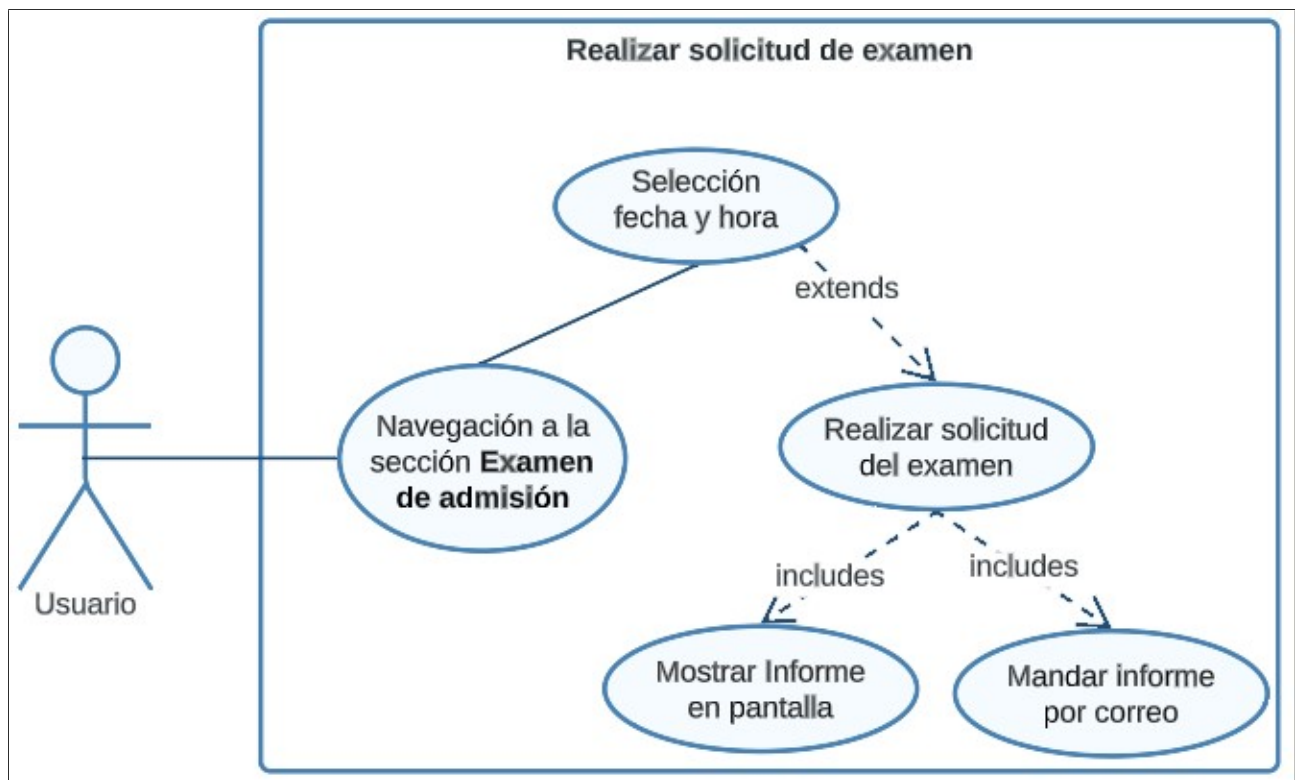 Realizar solicitud de examen
Selección
fecha y hora
extends
Navegación a la
sección Examen
de admisión
Realizar solicitud
del examen
includes
includes
Usuario
Mostrar Informe
en pantalla
Mandar informe
por correo